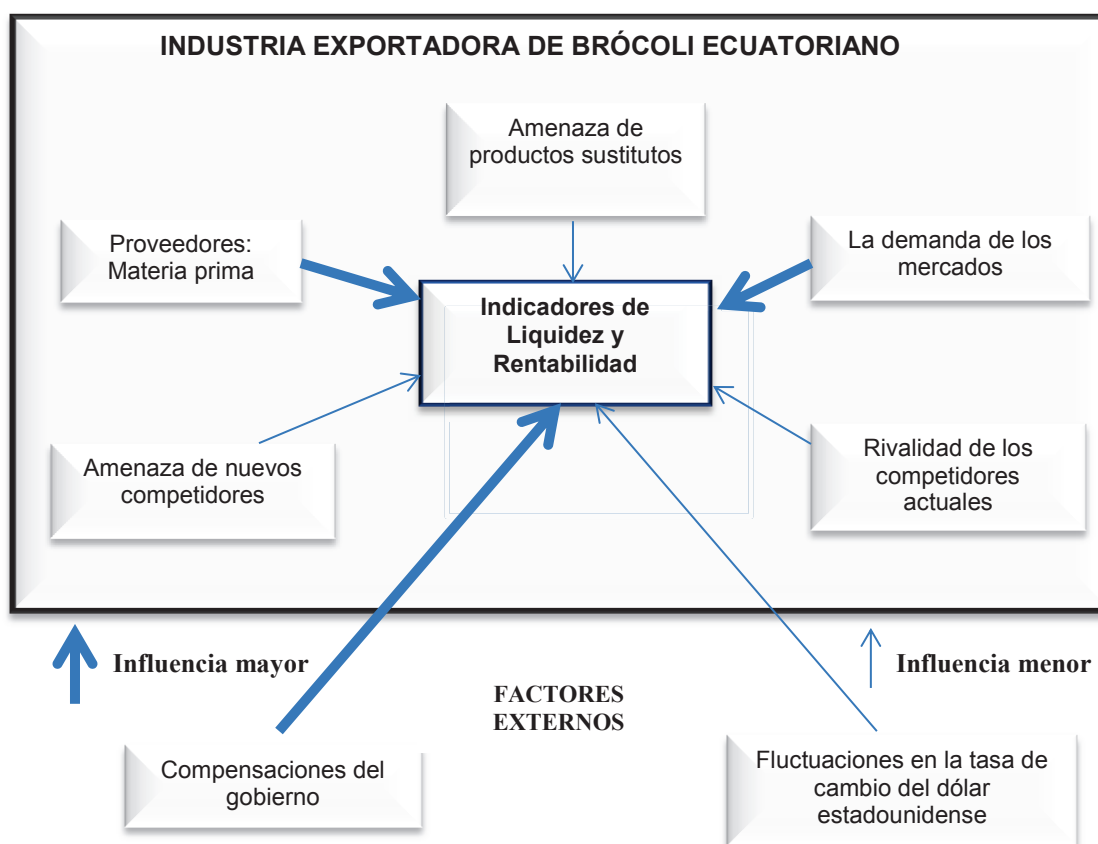 INDUSTRIA EXPORTADORA DE BRÓCOLI ECUATORIANO
Amenaza de
productos sustitutos
Proveedores:
Materia prima
La demanda de los
mercados
Indicadores de
Liquidez y
Rentabilidad
Amenaza de nuevos
competidores
Rivalidad de los
competidores
actuales
Influencia mayor
Influencia menor
FACTORES
EXTERNOS
Compensaciones del
gobierno
Fluctuaciones en la tasa de
cambio del dólar
estadounidense